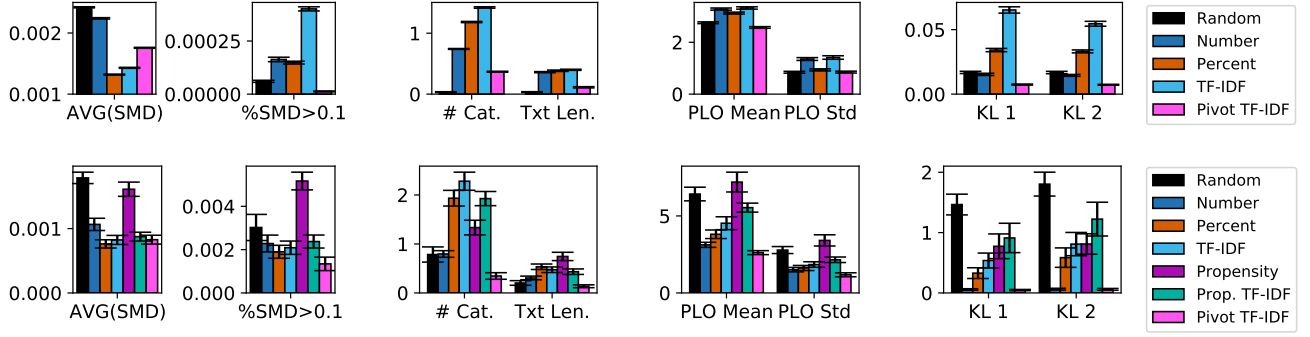 0.002
0.001
AVG(SMD)
0.00025
0.00000
%SMD>0.1
1
0
# Cat.
Txt Len.
2
0
PLO Mean
PLO Std
0.05
0.00
KL 1
KL 2
Random
Number
Percent
TF-IDF
Pivot TF-IDF
0.001
0.000
AVG(SMD)
0.004
0.002
0.000
%SMD>0.1
2
1
0
# Cat.
Txt Len.
5
0
PLO Mean
PLO Std
2
1
0
KL 1
KL 2
Random
Number
Percent
TF-IDF
Propensity
Prop. TF-IDF
Pivot TF-IDF